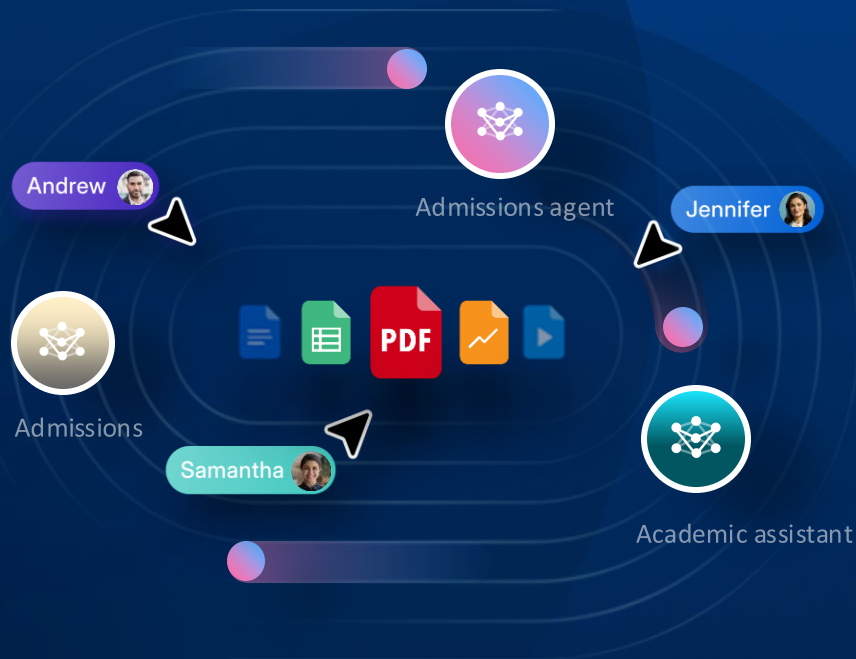 Andrew
Admissions agent
Jennifer
PDF
Admissions
Samantha
Academic assistant